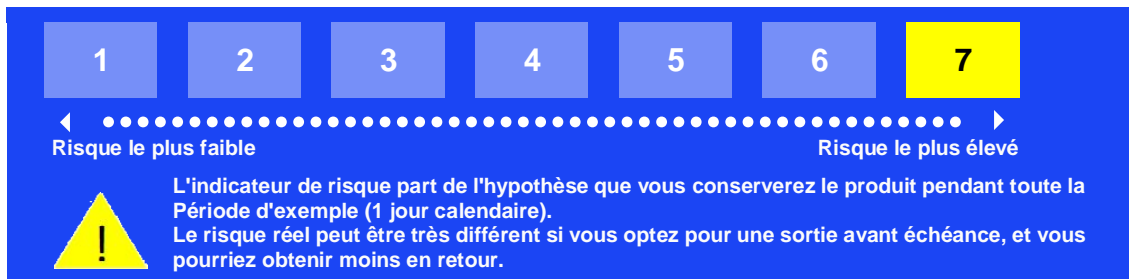 1 2 3 4 5 6 7
Risque le plus faible Risque le plus élevé
L'indicateur de risque part de l'hypothèse que vous conserverez le produit pendant toute la
Période d'exemple (1 jour calendaire).
Le risque réel peut être très différent si vous optez pour une sortie avant échéance, et vous
pourriez obtenir moins en retour.
!